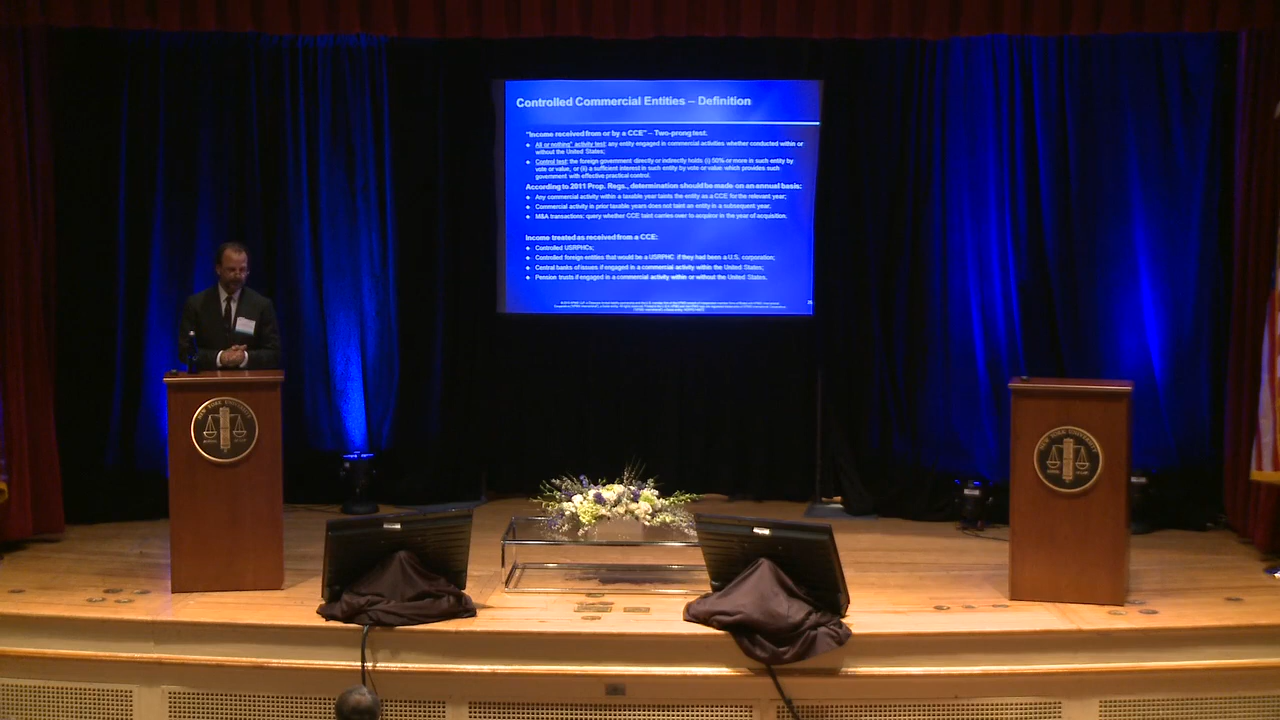 Controlled Commercial Entities – Definition
"Income received from or by a CCE" – Two-prong test:
All or nothing" activity test: any entity engaged in commercial activities whether conducted within or
without the United States;
Control test: the foreign government directly or indirectly holds (i) 50% or more in such entity by
vote or value, or (ii) a sufficient interest in such entity by vote or value which provides such
government with effective practical control.
According to 2011 Prop. Regs., determination should be made on an annual basis:
Any commercial activity within a taxable year taints the entity as a CCE for the relevant year;
Commercial activity in prior taxable years does not taint an entity in a subsequent year.
M&A transactions: query whether CCE taint carries over to acquiror in the year of acquisition.
Income treated as received from a CCE:
Controlled USRPHCs;
Controlled foreign entities that would be a USRPHC if they had been a U.S. corporation;
Central banks of issues if engaged in a commercial activity within the United States;
Pension trusts if engaged in a commercial activity within or without the United States.
NEW YORK UNIVERSITY
NEW YORK UNIVERSITY